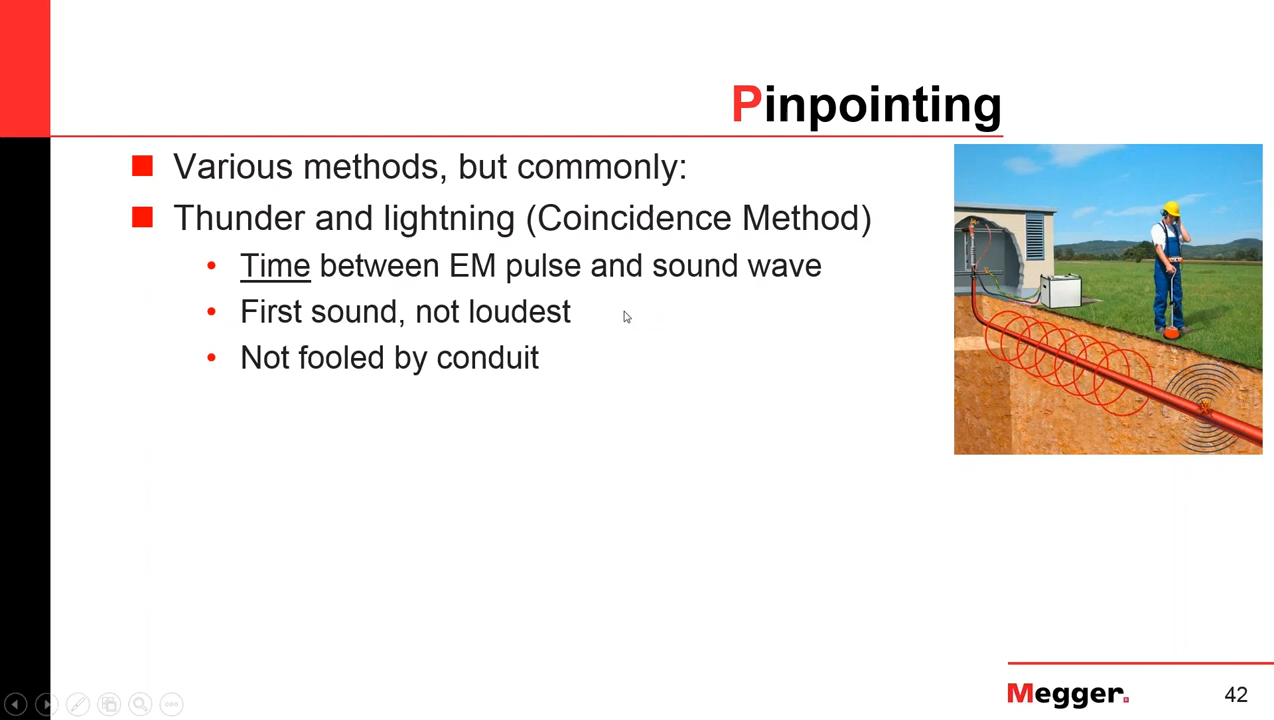 Pinpointing
Various methods, but commonly:
Thunder and lightning (Coincidence Method)
Time between EM pulse and sound wave
First sound, not loudest
Not fooled by conduit
Megger.
42